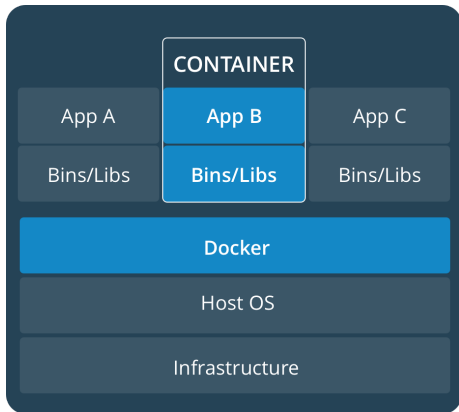 CONTAINER
App A App B App C
Bins/Libs Bins/Libs Bins/Libs
Docker
Host OS
Infrastructure